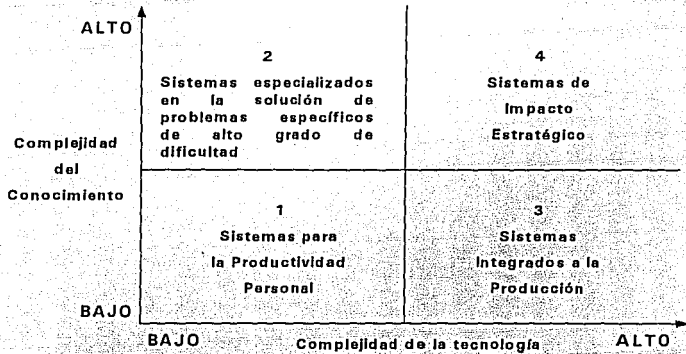 ALTO
2
Sistemas especializados
en la solución de
problemas específicos
de alto grado de
dificultad
4
Sistemas de
Impacto
Estratégico
Complejidad
del
Conocimiento
1
Sistemas para
la Productividad
Personal
3
Sistemas
Integrados a la
Producción
BAJO
BAJO
Complejidad de la tecnología
ALTO